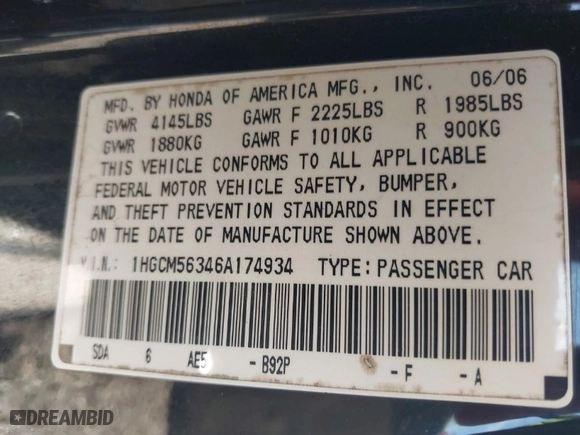 MFD. BY HONDA OF AMERICA MFG., INC. 06/06
GVWR 4145LBS GAWR F 2225LBS R 1985LBS
GVWR 1880KG GAWR F 1010KG R 900KG
THIS VEHICLE CONFORMS TO ALL APPLICABLE
FEDERAL MOTOR VEHICLE SAFETY, BUMPER,
AND THEFT PREVENTION STANDARDS IN EFFECT
ON THE DATE OF MANUFACTURE SHOWN ABOVE.
V.I.N.: 1HGCM56346A174934 TYPE: PASSENGER CAR
SDA 6 AE5 - B92P - F - A
DREAMBID